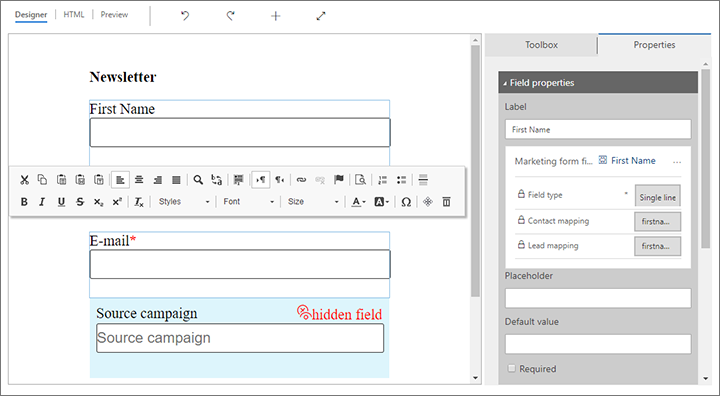 Designer HTML Preview
Toolbox Properties
Newsletter
First Name
Styles Font Size
E-mail*
Source campaign hidden field
Source campaign
Field properties
Label
First Name
Marketing form fi... First Name ...
Field type Single line
Contact mapping firstna...
Lead mapping firstna...
Placeholder
Default value
Required